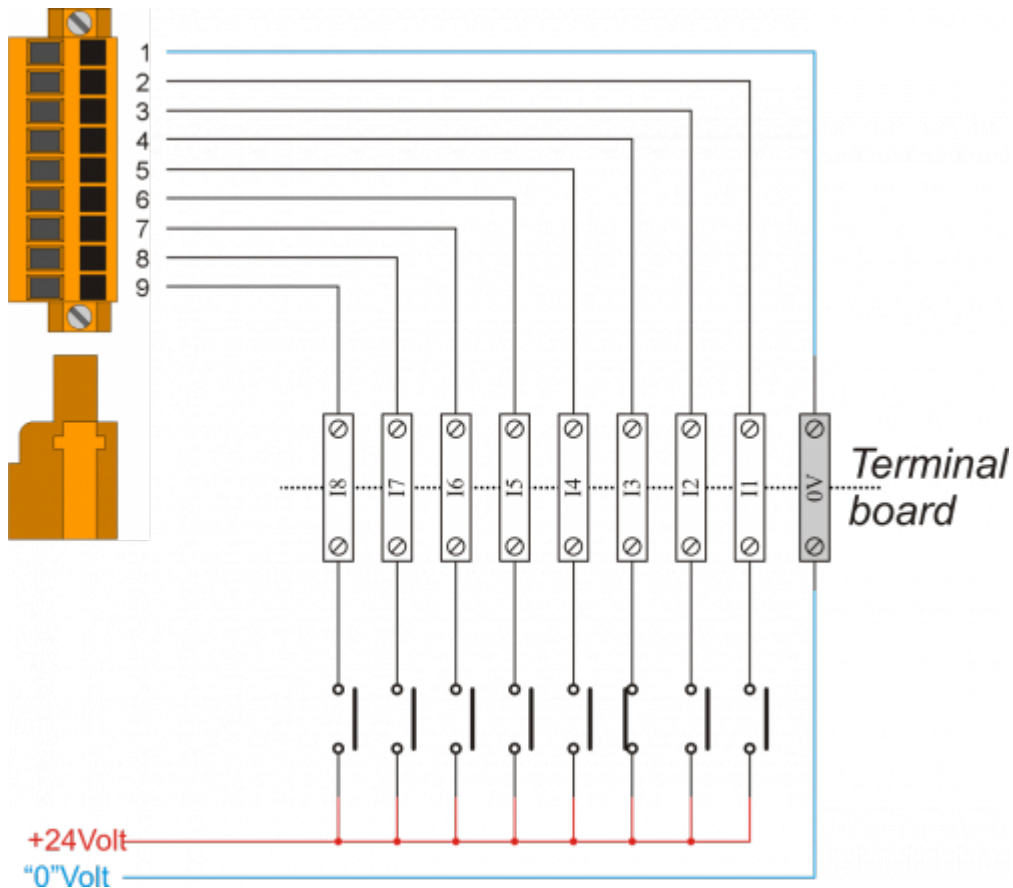 1
2
3
4
5
6
7
8
9
I8
I7
I6
I5
I4
I3
I2
I1
0V
Terminal
board
+24Volt
“0”Volt